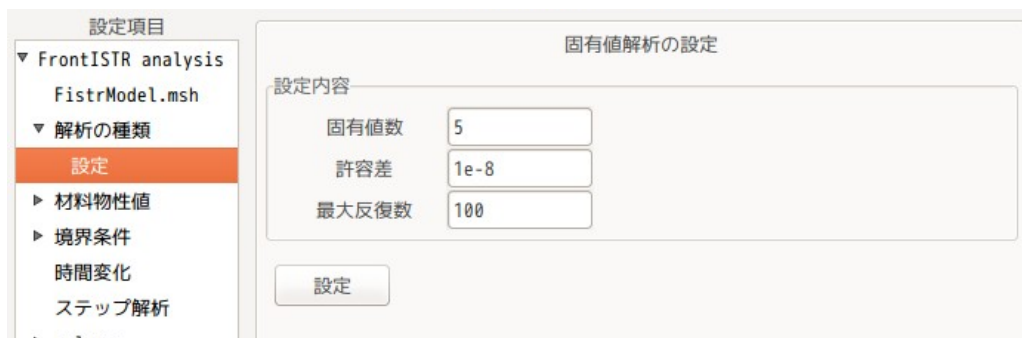 設定項目
FrontISTR analysis
FistrModel.msh
解析の種類
設定
材料物性値
境界条件
時間変化
ステップ解析
固有値解析の設定
設定内容
固有値数 5
許容差 1e-8
最大反復数 100
設定